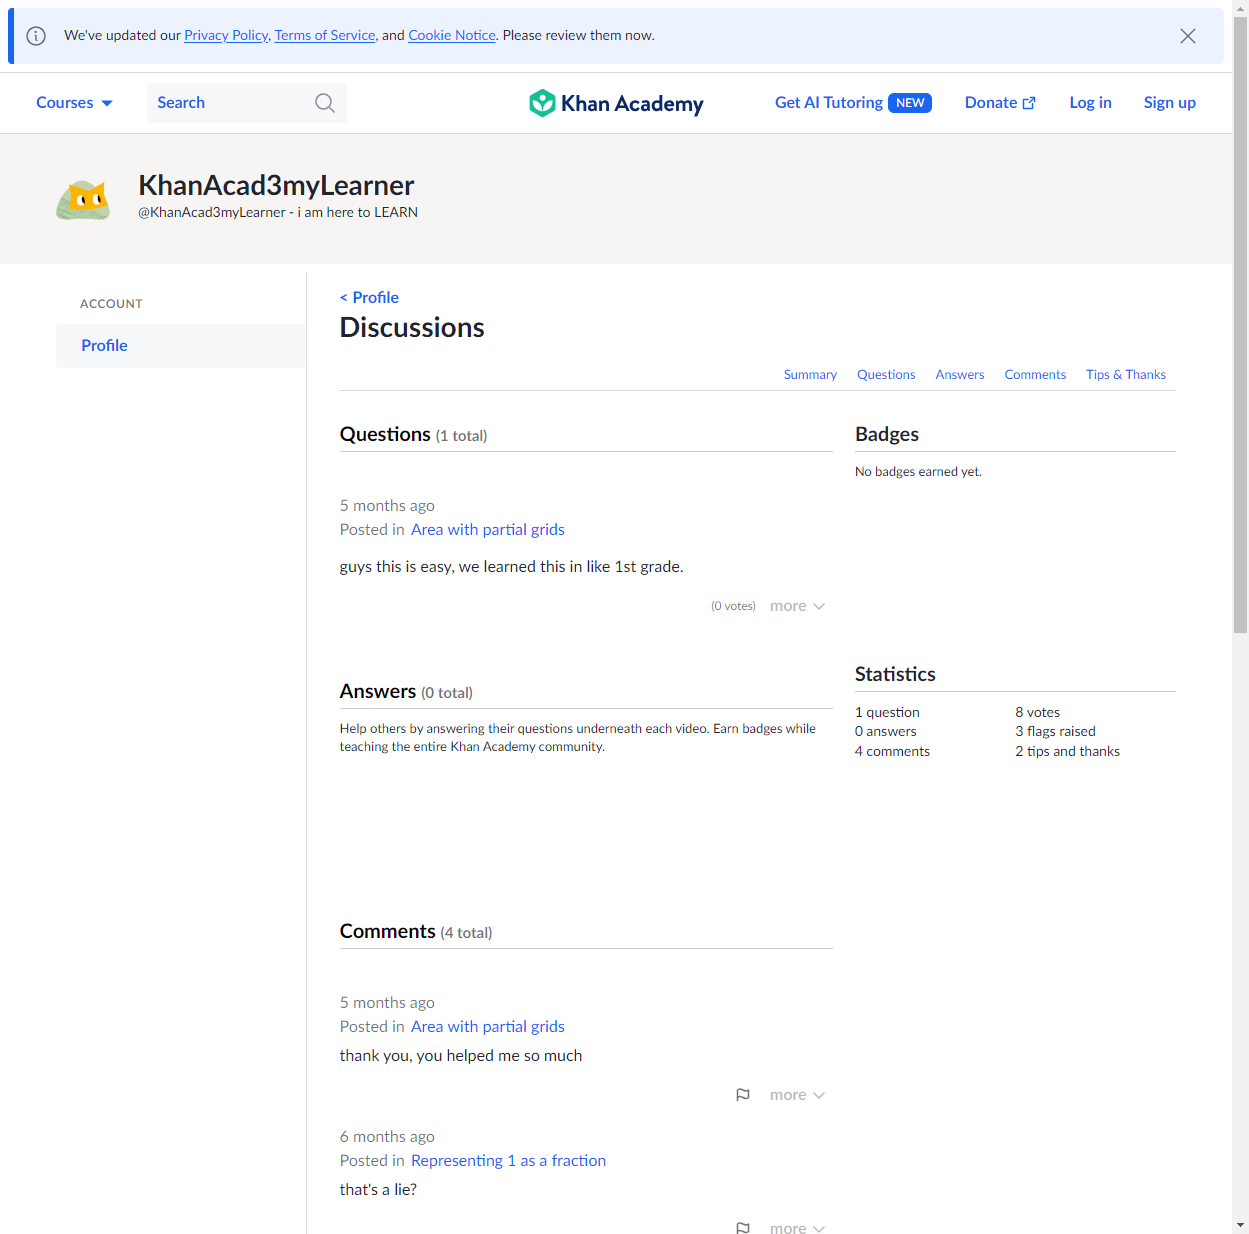 We've updated our Privacy Policy, Terms of Service, and Cookie Notice. Please review them now.
Courses
Search
Khan Academy
Get AI Tutoring NEW
Donate
Log in
Sign up
KhanAcad3myLearner
@KhanAcad3myLearner - i am here to LEARN
ACCOUNT
Profile
< Profile
Discussions
Summary
Questions
Answers
Comments
Tips & Thanks
Questions (1 total)
5 months ago
Posted in Area with partial grids
guys this is easy, we learned this in like 1st grade.
(0 votes)
more
Badges
No badges earned yet.
Answers (0 total)
Help others by answering their questions underneath each video. Earn badges while
teaching the entire Khan Academy community.
Statistics
1 question
8 votes
0 answers
3 flags raised
4 comments
2 tips and thanks
Comments (4 total)
5 months ago
Posted in Area with partial grids
thank you, you helped me so much
more
6 months ago
Posted in Representing 1 as a fraction
that's a lie?
more